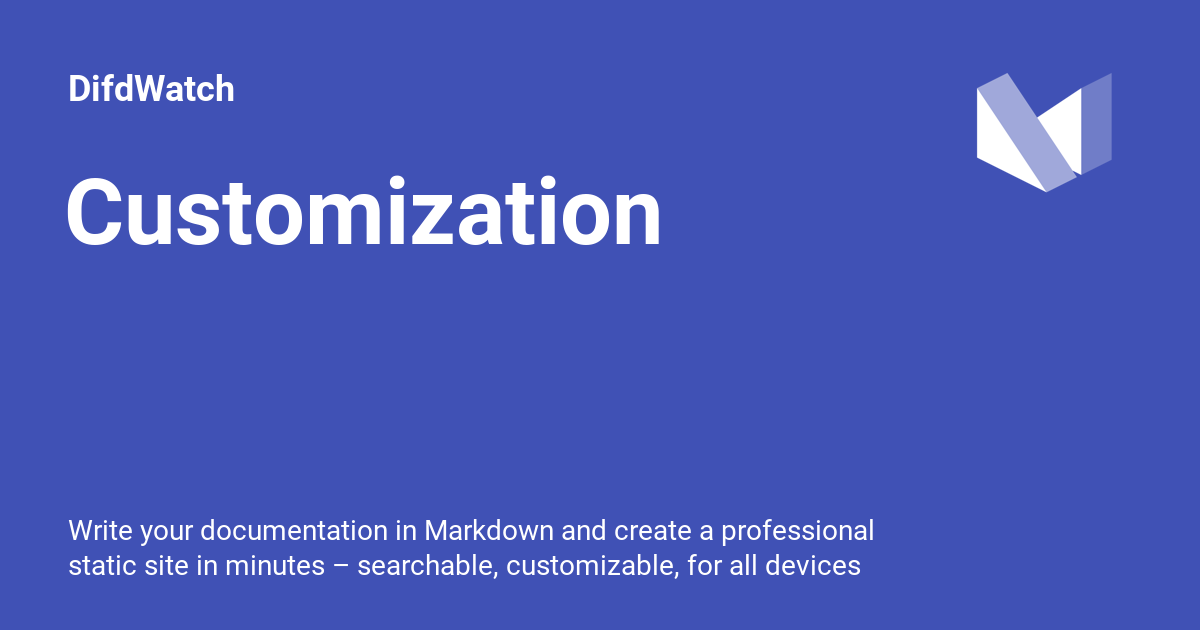 DifdWatch
Customization
Write your documentation in Markdown and create a professional
static site in minutes – searchable, customizable, for all devices